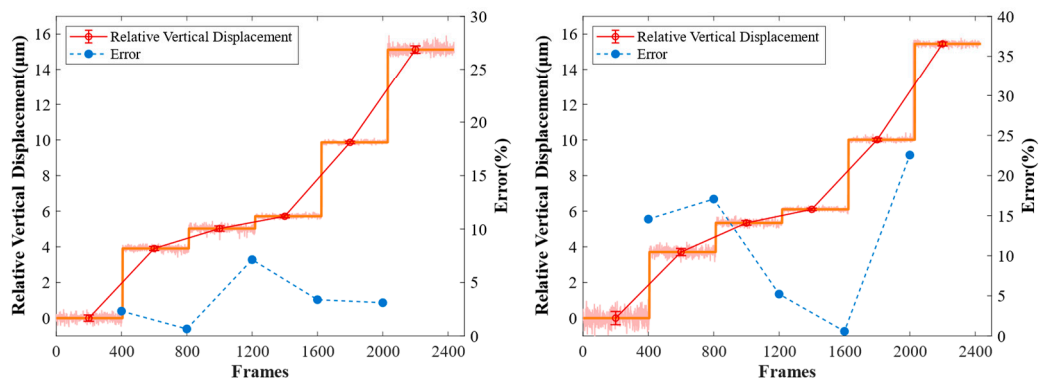 Relative Vertical Displacement(μm)
16
14
12
10
8
6
4
2
0
Relative Vertical Displacement
Error
30
25
20
15
10
5
0
Error(%)
0 400 800 1200 1600 2000 2400
Frames
Relative Vertical Displacement(μm)
16
14
12
10
8
6
4
2
0
Relative Vertical Displacement
Error
40
35
30
25
20
15
10
5
0
Error(%)
0 400 800 1200 1600 2000 2400
Frames